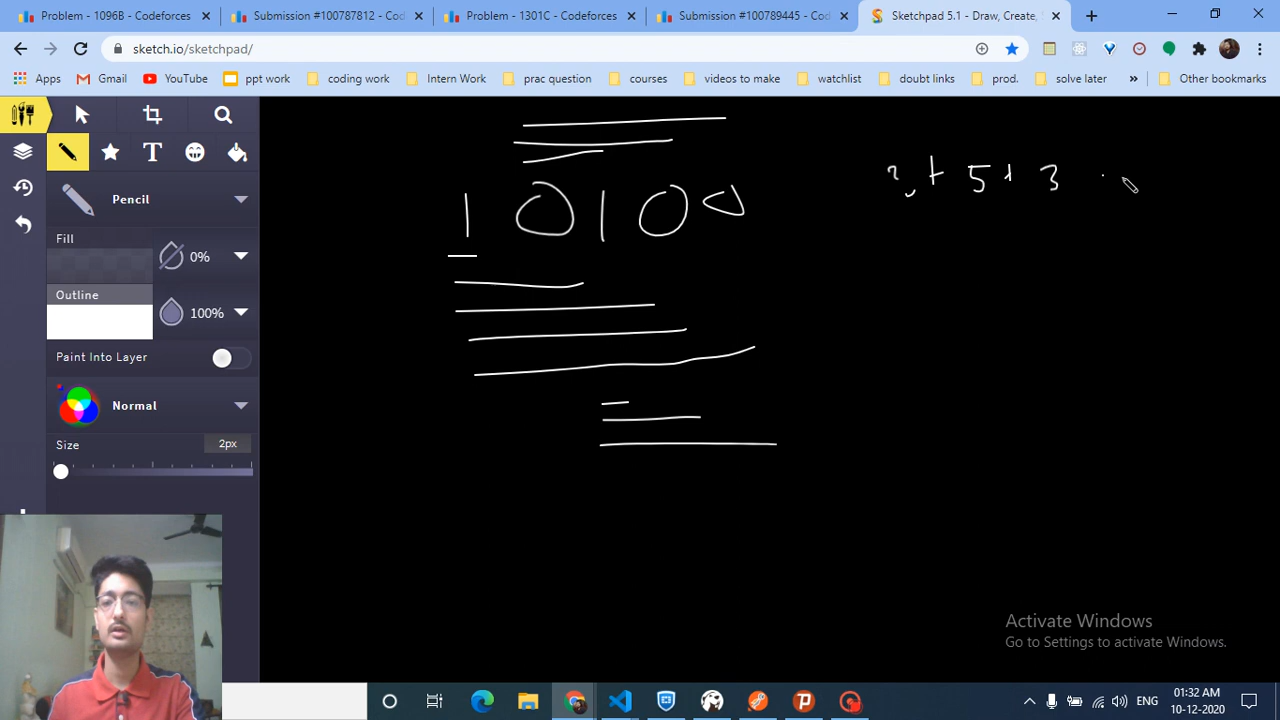 Problem - 1096B - Codeforces
Submission #100787812 - Codef
Problem - 1301C - Codeforces
Submission #100789445 - Codef
Sketchpad 5.1 - Draw, Create, S
sketch.io/sketchpad/
Apps Gmail YouTube ppt work coding work Intern Work prac question courses videos to make watchlist doubt links prod. solve later » Other bookmarks
Pencil
Fill
0%
Outline
100%
Paint Into Layer
Normal
Size
2px
1 0 1 0 0
3 + 5 + 3
Activate Windows
Go to Settings to activate Windows.
ENG
01:32 AM
10-12-2020